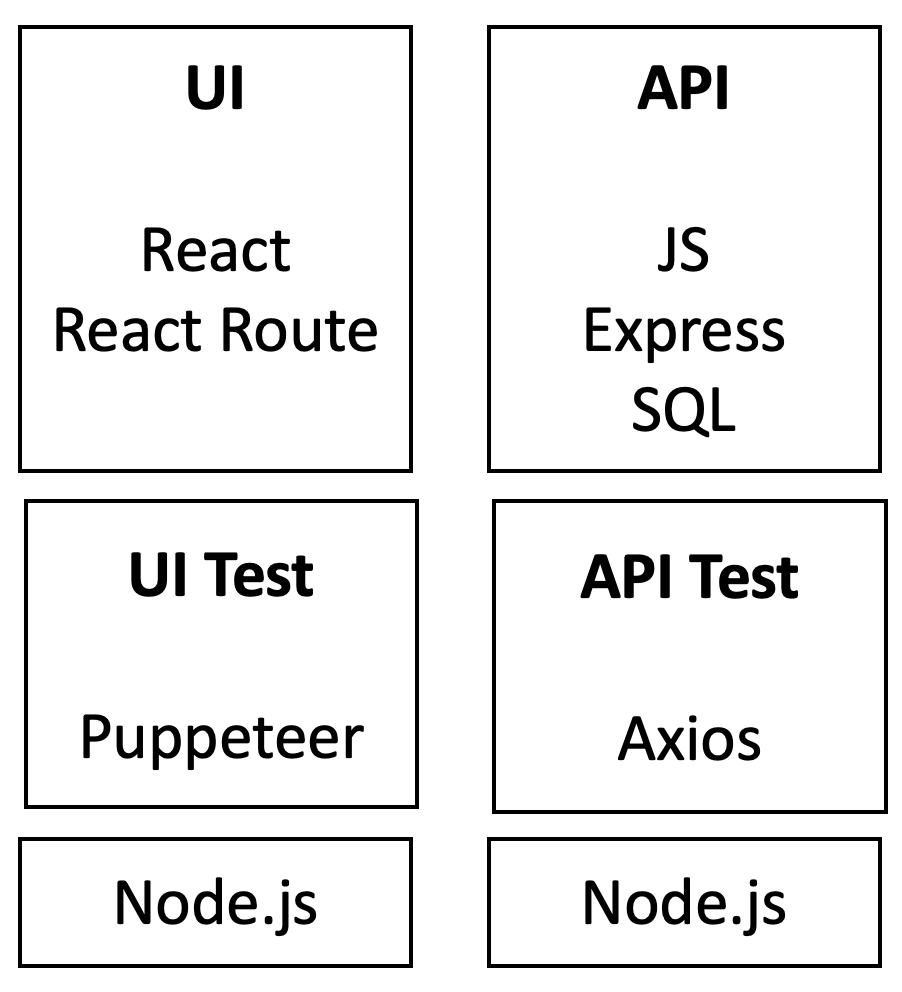 UI
React
React Route
API
JS
Express
SQL
UI Test
Puppeteer
API Test
Axios
Node.js
Node.js